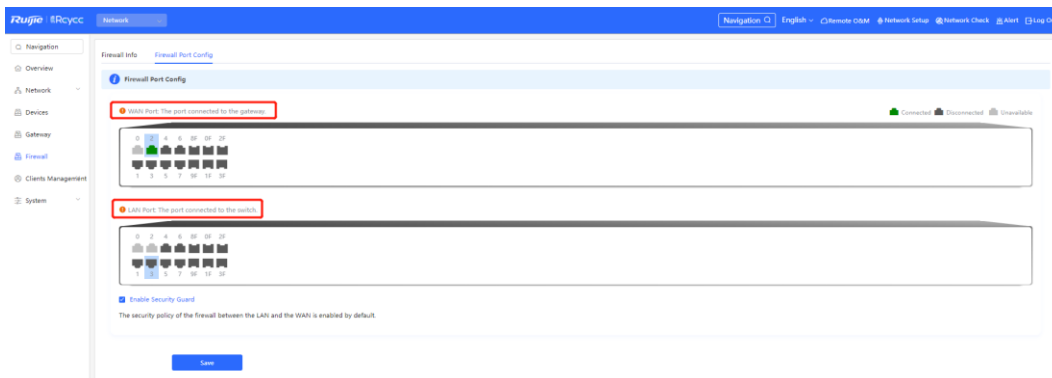 Ruijie Rcycc Network Navigation English Remote O&M Network Setup Network Check Alert Log O
Navigation
Overview
Network
Devices
Gateway
Firewall
Clients Management
System
Firewall Info Firewall Port Config
Firewall Port Config
WAN Port: The port connected to the gateway.
Connected Disconnected Unavailable
0 2 4 6 8F 0F 2F
1 3 5 7 9F 1F 3F
LAN Port: The port connected to the switch.
0 2 4 6 8F 0F 2F
1 3 5 7 9F 1F 3F
Enable Security Guard
The security policy of the firewall between the LAN and the WAN is enabled by default.
Save